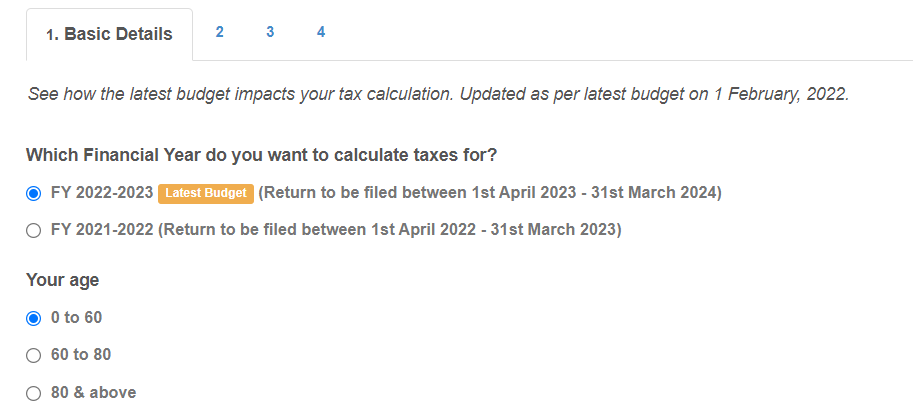 1. Basic Details 2 3 4
See how the latest budget impacts your tax calculation. Updated as per latest budget on 1 February, 2022.
Which Financial Year do you want to calculate taxes for?
FY 2022-2023 Latest Budget (Return to be filed between 1st April 2023 - 31st March 2024)
FY 2021-2022 (Return to be filed between 1st April 2022 - 31st March 2023)
Your age
0 to 60
60 to 80
80 & above